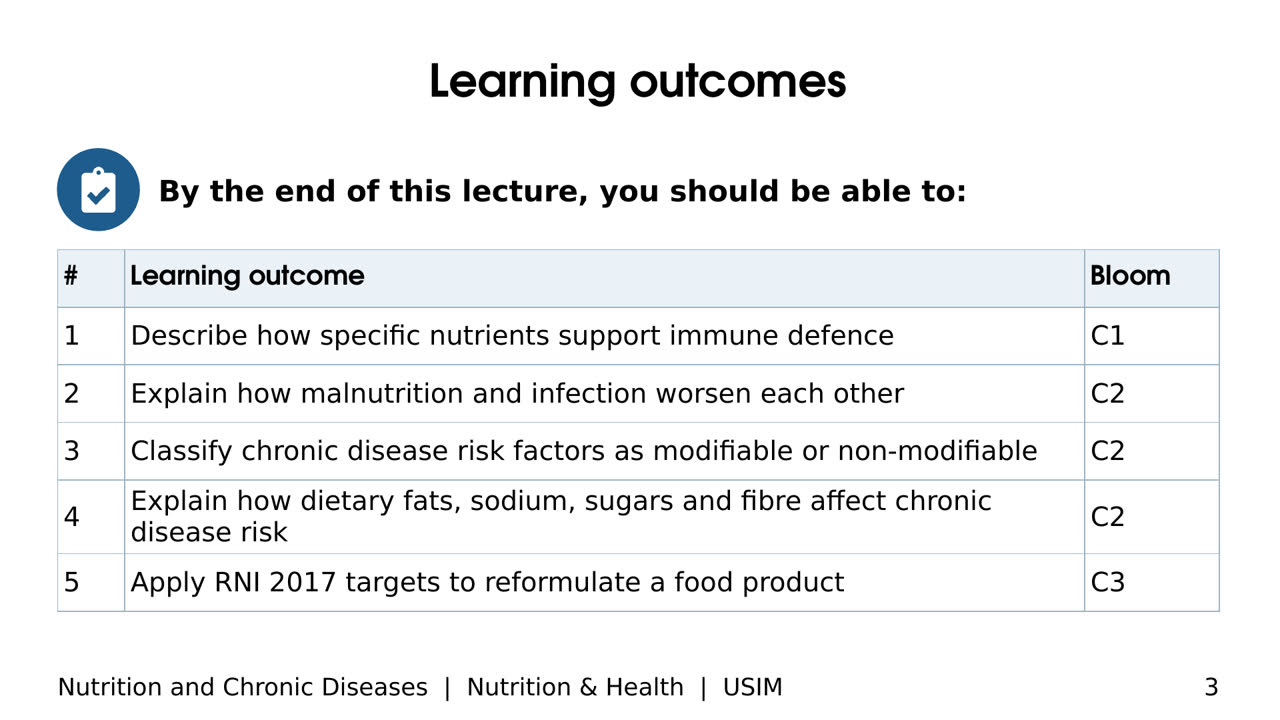 Learning outcomes
By the end of this lecture, you should be able to:
# Learning outcome Bloom
1 Describe how specific nutrients support immune defence C1
2 Explain how malnutrition and infection worsen each other C2
3 Classify chronic disease risk factors as modifiable or non-modifiable C2
4 Explain how dietary fats, sodium, sugars and fibre affect chronic
disease risk C2
5 Apply RNI 2017 targets to reformulate a food product C3
Nutrition and Chronic Diseases | Nutrition & Health | USIM 3